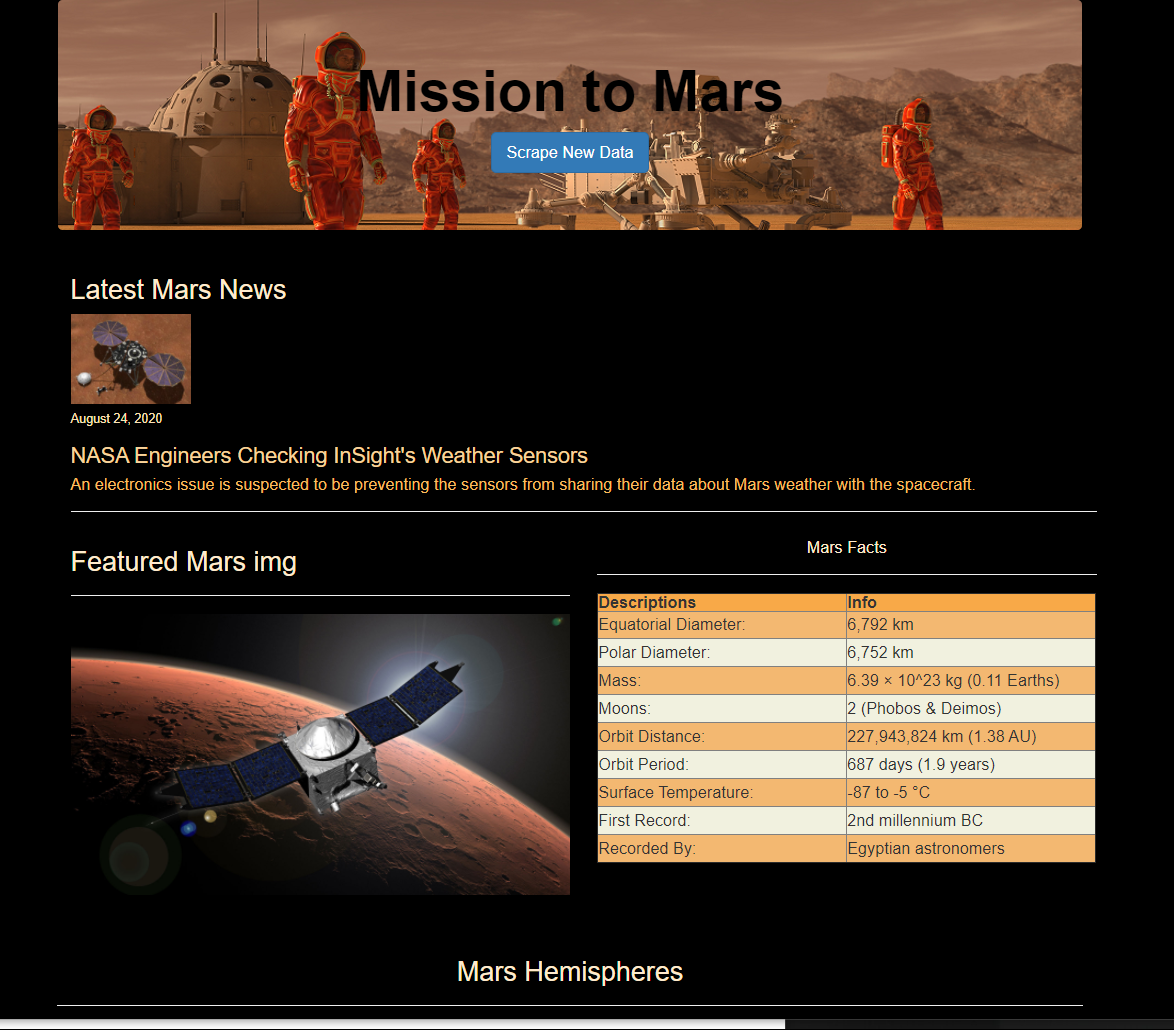 Mission to Mars
Scrape New Data
Latest Mars News
August 24, 2020
NASA Engineers Checking InSight's Weather Sensors
An electronics issue is suspected to be preventing the sensors from sharing their data about Mars weather with the spacecraft.
Featured Mars img
Mars Facts
Descriptions Info
Equatorial Diameter: 6,792 km
Polar Diameter: 6,752 km
Mass: 6.39 × 10^23 kg (0.11 Earths)
Moons: 2 (Phobos & Deimos)
Orbit Distance: 227,943,824 km (1.38 AU)
Orbit Period: 687 days (1.9 years)
Surface Temperature: -87 to -5 °C
First Record: 2nd millennium BC
Recorded By: Egyptian astronomers
Mars Hemispheres